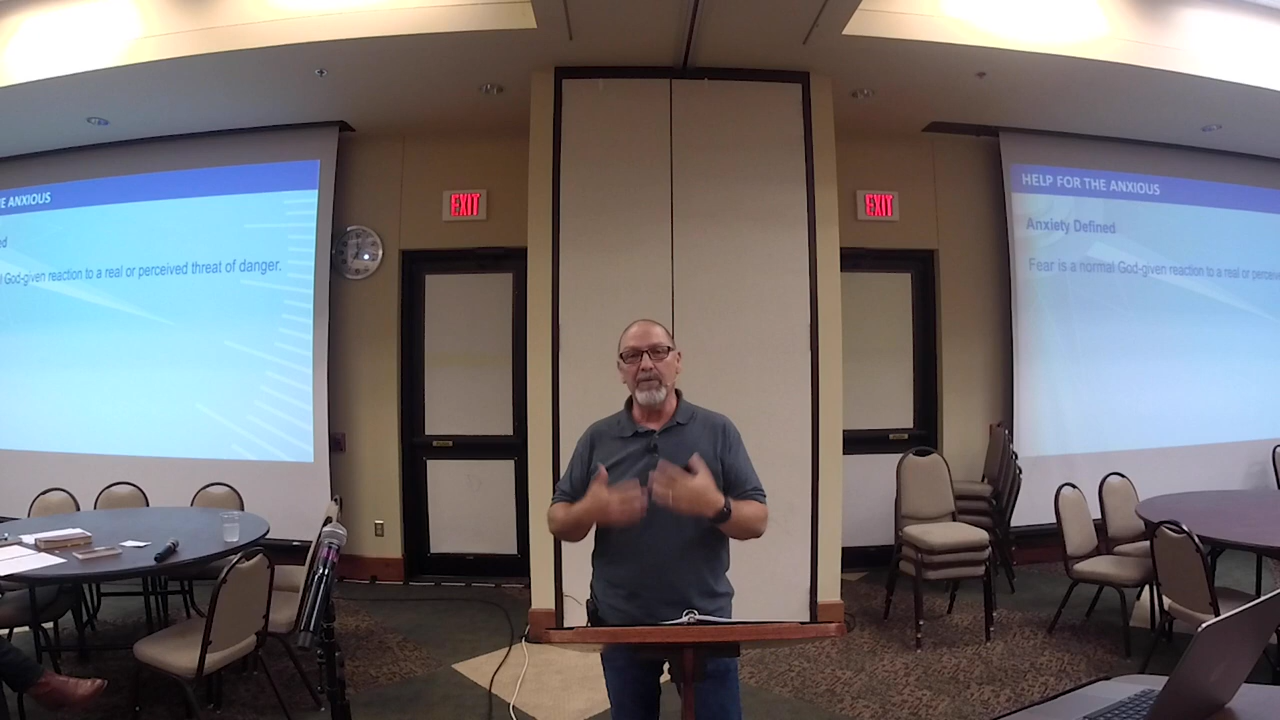 E ANXIOUS
ed
l God-given reaction to a real or perceived threat of danger.
EXIT
EXIT
HELP FOR THE ANXIOUS
Anxiety Defined
Fear is a normal God-given reaction to a real or perceive